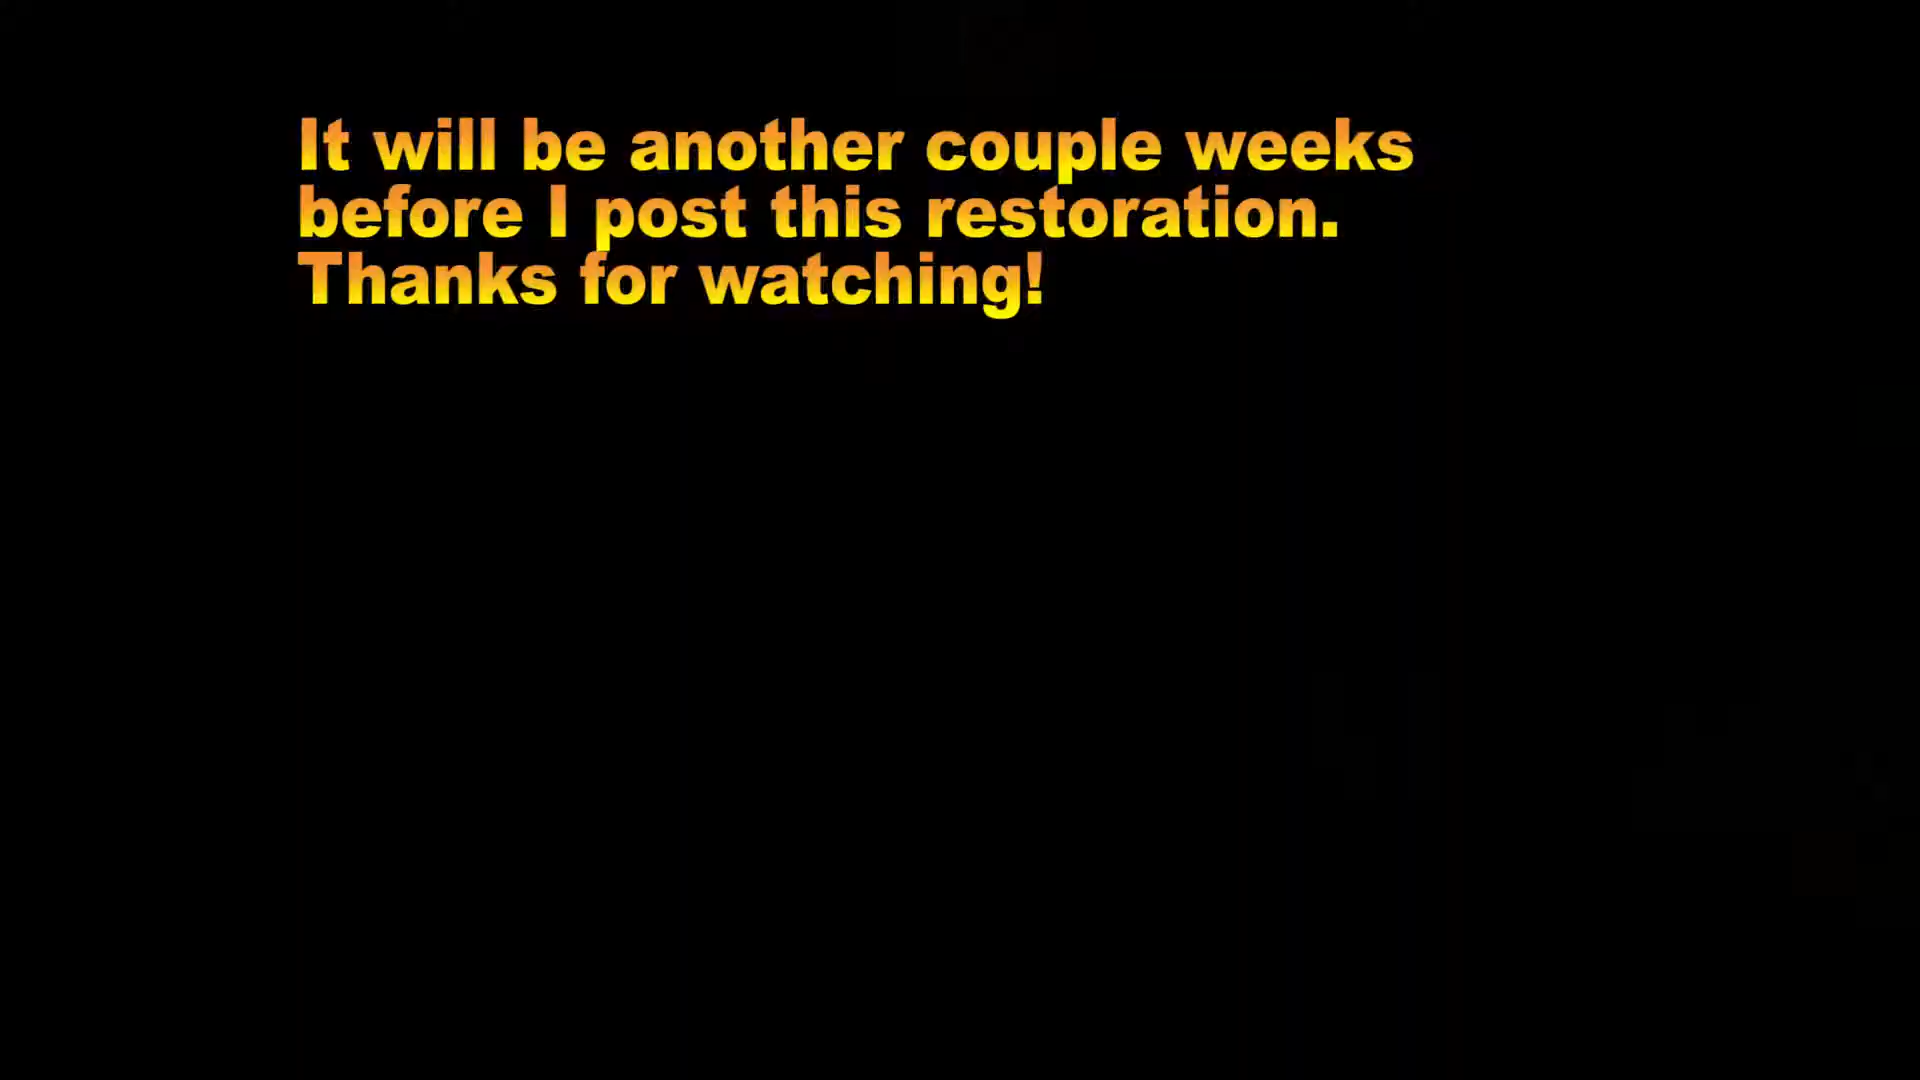 It will be another couple weeks
before I post this restoration.
Thanks for watching!